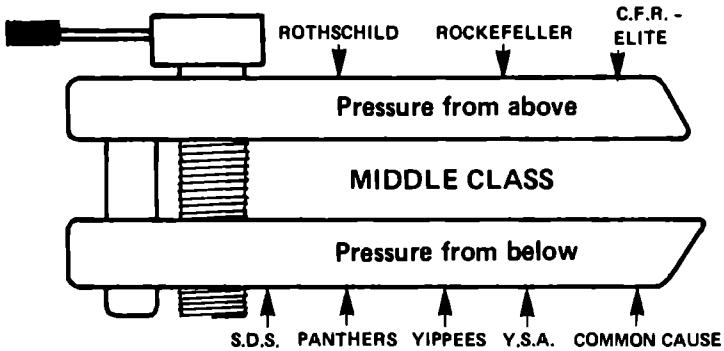 ROTHSCHILD ROCKEFELLER C.F.R. -
ELITE
Pressure from above
MIDDLE CLASS
Pressure from below
S.D.S. PANTHERS YIPPEES Y.S.A. COMMON CAUSE